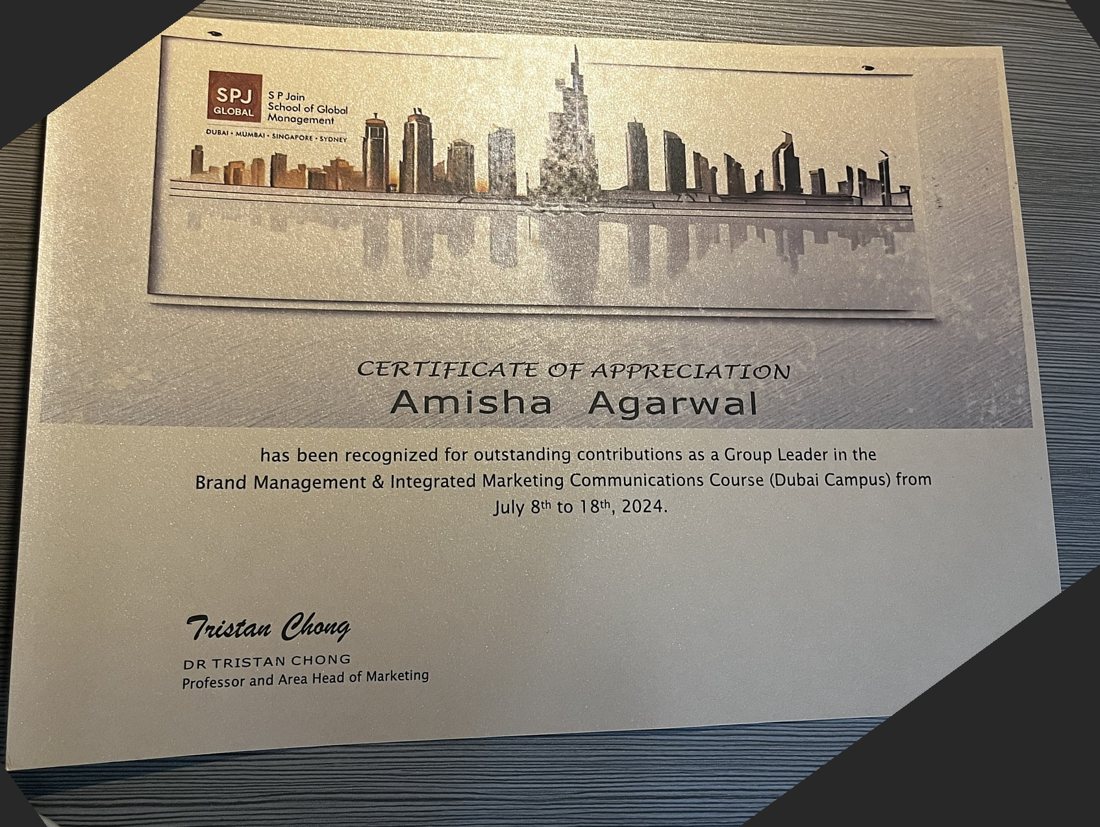 SPJ
GLOBAL
S P Jain
School of Global
Management
DUBAI • MUMBAI • SINGAPORE • SYDNEY
CERTIFICATE OF APPRECIATION
Amisha Agarwal
has been recognized for outstanding contributions as a Group Leader in the
Brand Management & Integrated Marketing Communications Course (Dubai Campus) from
July 8th to 18th, 2024.
Tristan Chong
DR TRISTAN CHONG
Professor and Area Head of Marketing